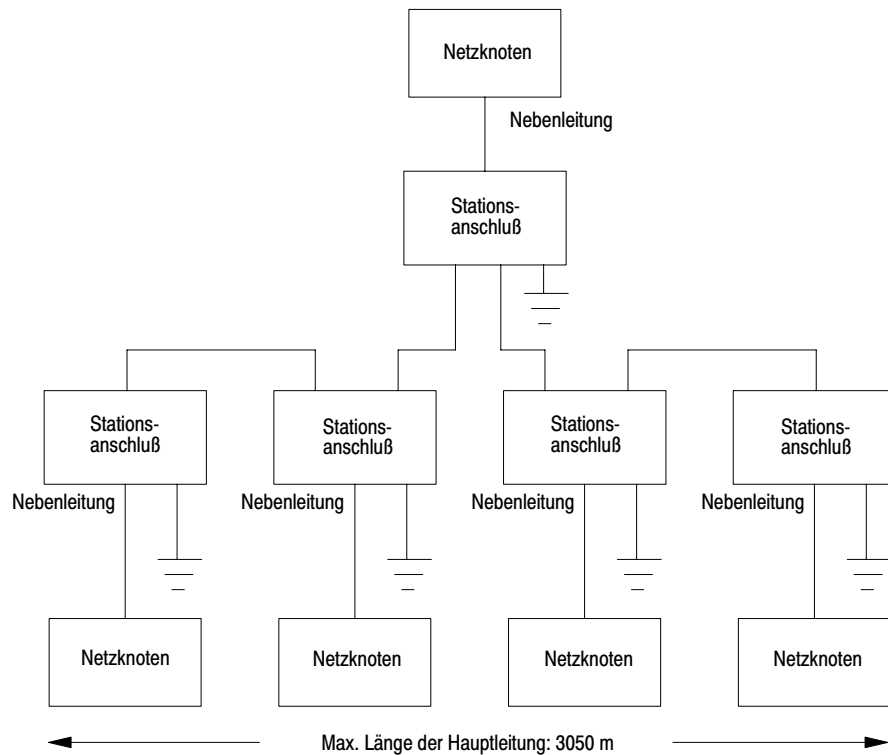 Netzknoten
Nebenleitung
Stations-
anschluß
Stations-
anschluß
Stations-
anschluß
Stations-
anschluß
Stations-
anschluß
Nebenleitung
Nebenleitung
Nebenleitung
Nebenleitung
Netzknoten
Netzknoten
Netzknoten
Netzknoten
Max. Länge der Hauptleitung: 3050 m